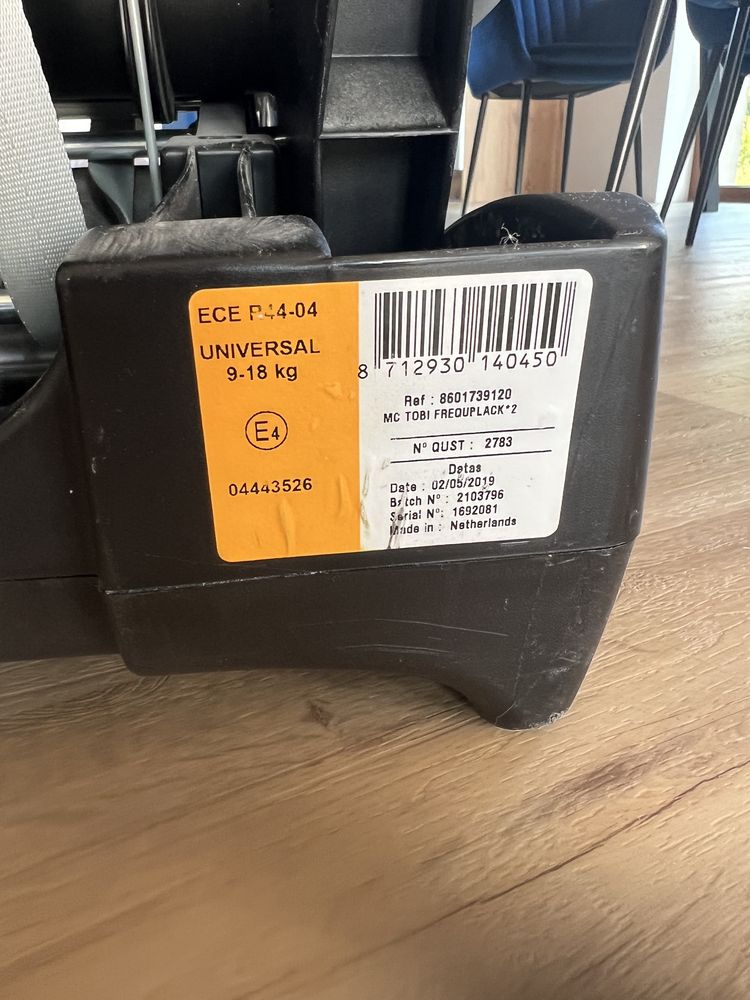 ECE R44-04
UNIVERSAL
9-18 kg
E4
04443526
8 712930 140450
Ref : 8601739120
MC TOBI FREQUPLACK*2
N° QUST : 2783
Datas
Date : 02/05/2019
Batch N° : 2103796
Serial N°: 1692081
Made in : Netherlands